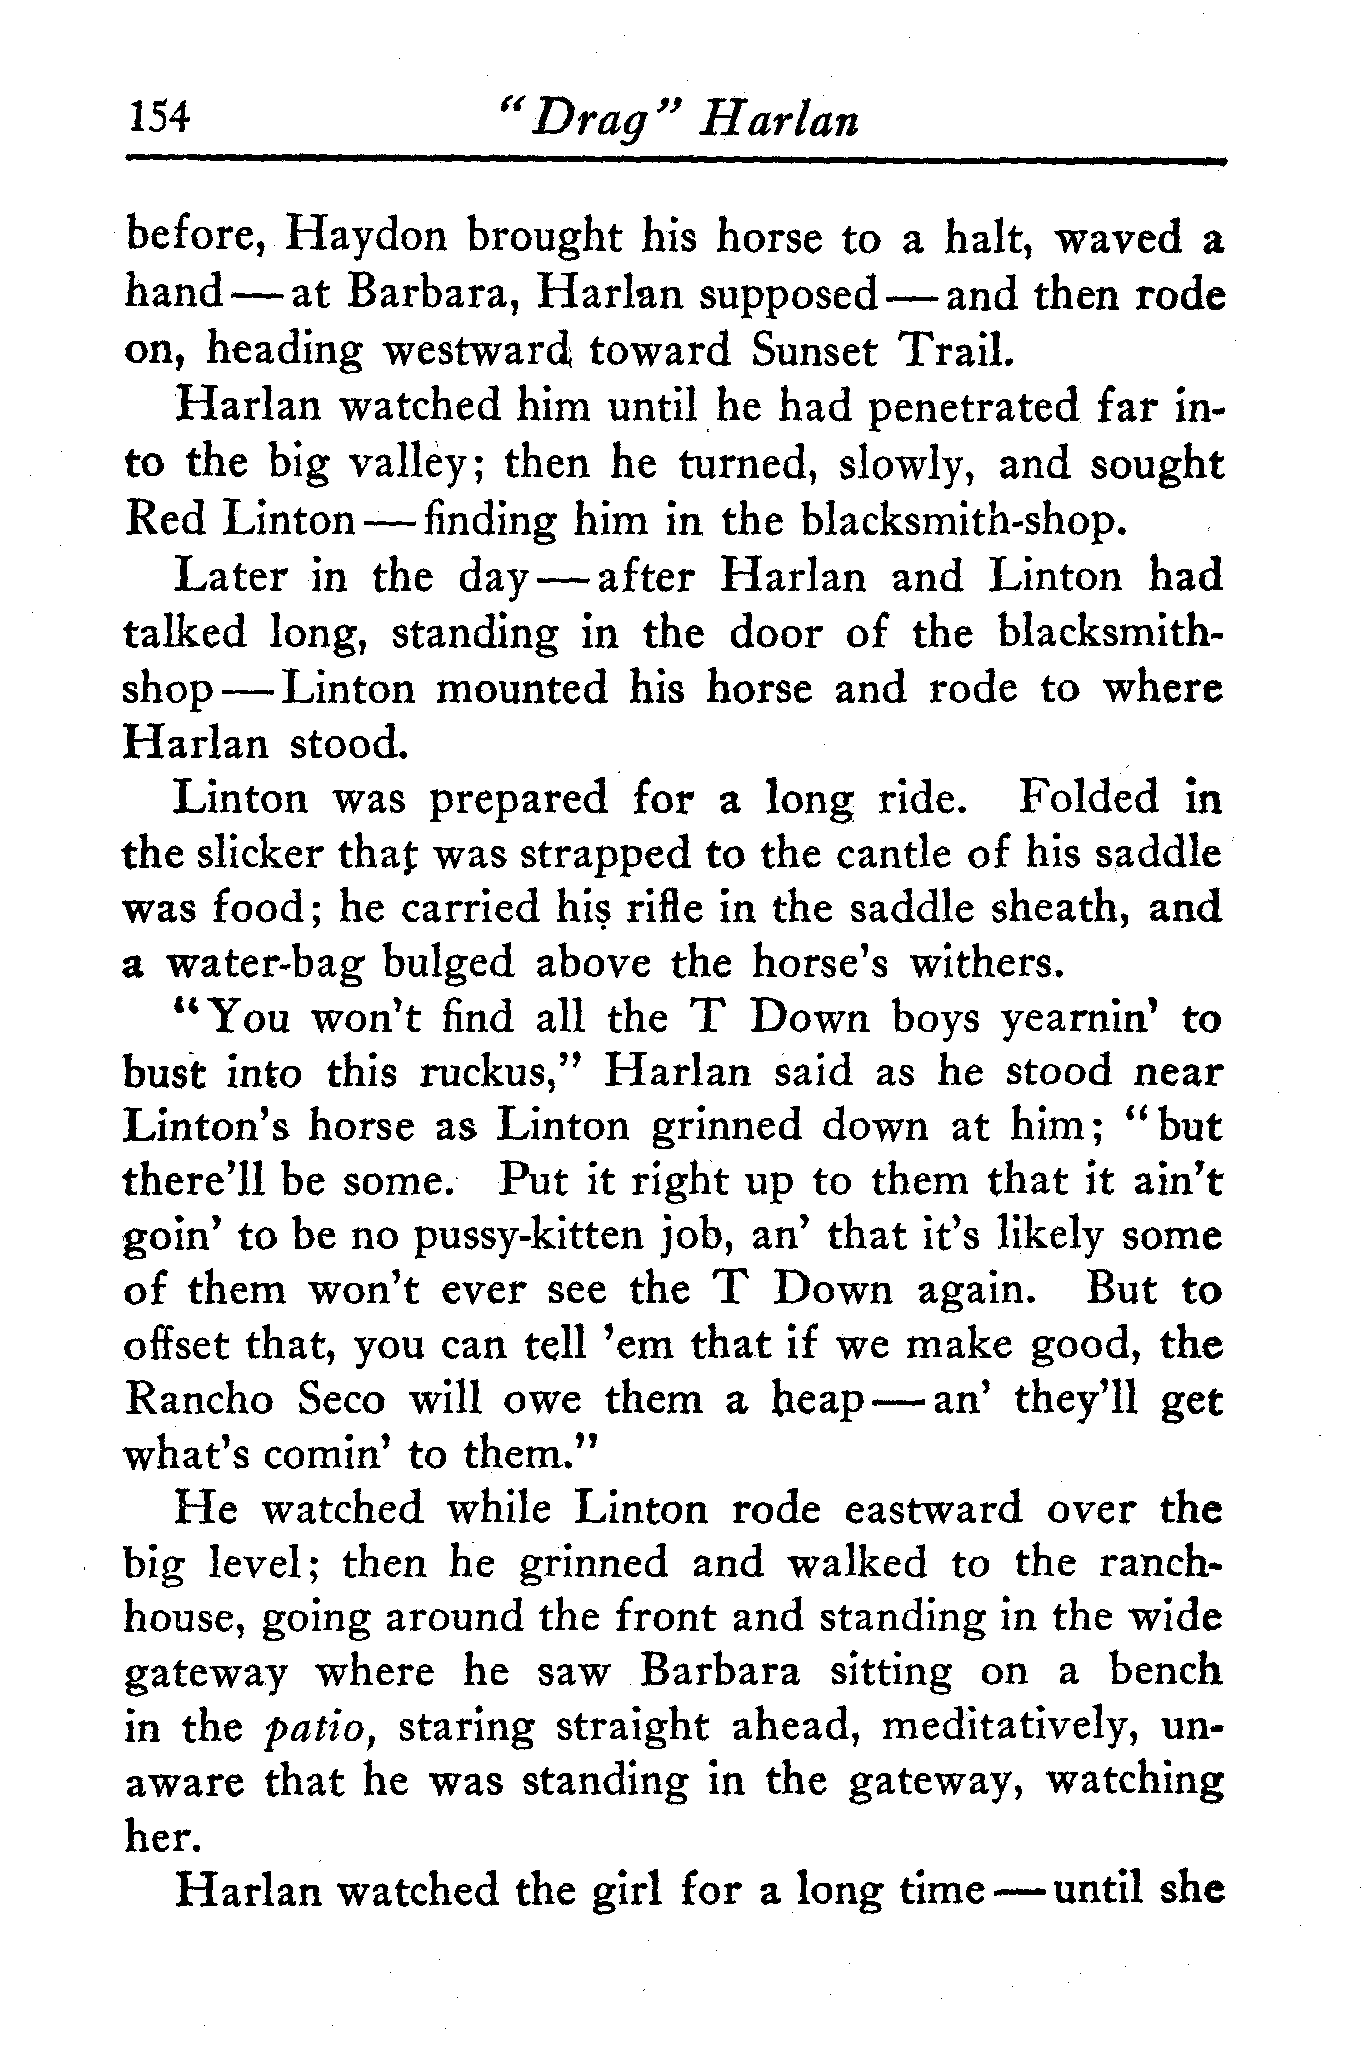 154 "Drag" Harlan
before, Haydon brought his horse to a halt, waved a
hand—at Barbara, Harlan supposed—and then rode
on, heading westward toward Sunset Trail.
Harlan watched him until he had penetrated far in-
to the big valley; then he turned, slowly, and sought
Red Linton—finding him in the blacksmith-shop.
Later in the day—after Harlan and Linton had
talked long, standing in the door of the blacksmith-
shop—Linton mounted his horse and rode to where
Harlan stood.
Linton was prepared for a long ride. Folded in
the slicker that was strapped to the cantle of his saddle
was food; he carried his rifle in the saddle sheath, and
a water-bag bulged above the horse's withers.
"You won't find all the T Down boys yearnin' to
bust into this ruckus," Harlan said as he stood near
Linton's horse as Linton grinned down at him; "but
there'll be some. Put it right up to them that it ain't
goin' to be no pussy-kitten job, an' that it's likely some
of them won't ever see the T Down again. But to
offset that, you can tell 'em that if we make good, the
Rancho Seco will owe them a heap—an' they'll get
what's comin' to them."
He watched while Linton rode eastward over the
big level; then he grinned and walked to the ranch-
house, going around the front and standing in the wide
gateway where he saw Barbara sitting on a bench
in the patio, staring straight ahead, meditatively, un-
aware that he was standing in the gateway, watching
her.
Harlan watched the girl for a long time—until she